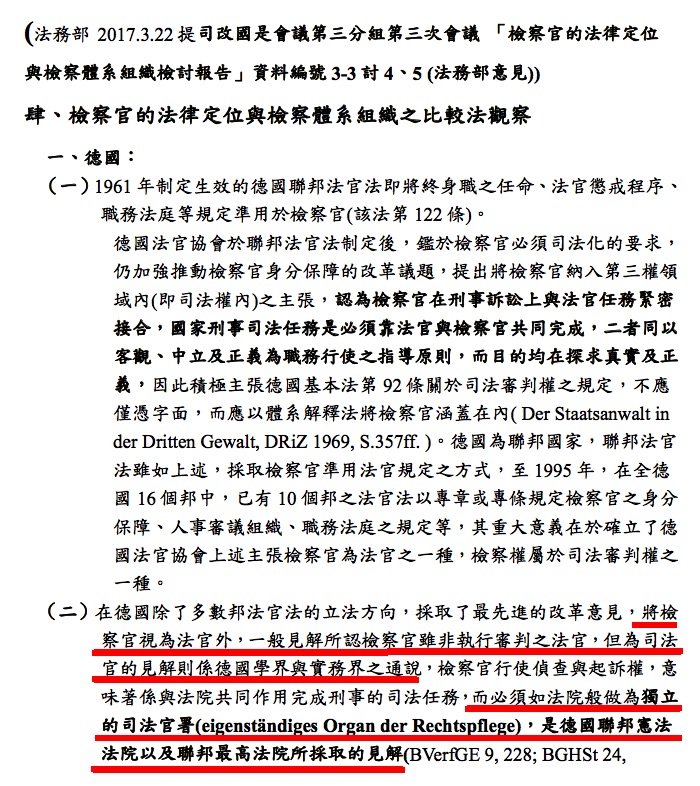 (法務部 2017.3.22 提司改國是會議第三分組第三次會議 「檢察官的法律定位
與檢察體系組織檢討報告」資料編號 3-3 討 4、5 (法務部意見))
肆、檢察官的法律定位與檢察體系組織之比較法觀察
一、德國：
（一）1961 年制定生效的德國聯邦法官法即將終身職之任命、法官懲戒程序、
職務法庭等規定準用於檢察官(該法第 122 條)。
德國法官協會於聯邦法官法制定後，鑑於檢察官必須司法化的要求，
仍加強推動檢察官身分保障的改革議題，提出將檢察官納入第三權領
域內(即司法權內)之主張，認為檢察官在刑事訴訟上與法官任務緊密
接合，國家刑事司法任務是必須靠法官與檢察官共同完成，二者同以
客觀、中立及正義為職務行使之指導原則，而目的均在探求真實及正
義，因此積極主張德國基本法第 92 條關於司法審判權之規定，不應
僅憑字面，而應以體系解釋法將檢察官涵蓋在內( Der Staatsanwalt in
der Dritten Gewalt, DRiZ 1969, S.357ff. )。德國為聯邦國家，聯邦法官
法雖如上述，採取檢察官準用法官規定之方式，至 1995 年，在全德
國 16 個邦中，已有 10 個邦之法官法以專章或專條規定檢察官之身分
保障、人事審議組織、職務法庭之規定等，其重大意義在於確立了德
國法官協會上述主張檢察官為法官之一種，檢察權屬於司法審判權之
一種。
（二）在德國除了多數邦法官法的立法方向，採取了最先進的改革意見，將檢
察官視為法官外，一般見解所認檢察官雖非執行審判之法官，但為司法
官的見解則係德國學界與實務界之通說，檢察官行使偵查與起訴權，意
味著係與法院共同作用完成刑事的司法任務，而必須如法院般做為獨立
的司法官署(eigenständiges Organ der Rechtspflege)，是德國聯邦憲法
法院以及聯邦最高法院所採取的見解(BVerfGE 9, 228; BGHSt 24,